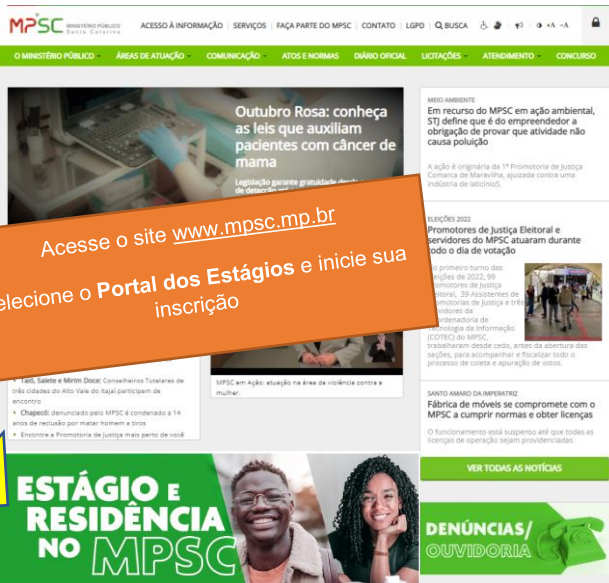 MPSC MINISTÉRIO PÚBLICO
Santa Catarina
ACESSO À INFORMAÇÃO | SERVIÇOS | FAÇA PARTE DO MPSC | CONTATO | LGPD | BUSCA
+A -A
O MINISTÉRIO PÚBLICO
ÁREAS DE ATUAÇÃO
COMUNICAÇÃO
ATOS E NORMAS
DIÁRIO OFICIAL
LICITAÇÕES
ATENDIMENTO
CONCURSO
Outubro Rosa: conheça
as leis que auxiliam
pacientes com câncer de
mama
Legislação garante gratuidade desde
Acesse o site www.mpsc.mp.br
elecione o Portal dos Estágios e inicie sua
inscrição
Taió, Salete e Mirim Doce: Conselheiros Tutelares de
três cidades do Alto Vale do Itajaí participam de
encontro
Chapecó: denunciado pelo MPSC é condenado a 14
anos de reclusão por matar homem a tiros
Encontre a Promotoria de Justiça mais perto de você
MPSC em Ação: atuação na área da violência contra a
mulher.
MEIO AMBIENTE
Em recurso do MPSC em ação ambiental,
STJ define que é do empreendedor a
obrigação de provar que atividade não
causa poluição
A ação é originária da 1ª Promotoria de Justiça
Comarca de Maravilha, ajuizada contra uma
indústria de laticínioS.
ELEIÇÕES 2022
Promotores de Justiça Eleitoral e
servidores do MPSC atuaram durante
todo o dia de votação
No primeiro turno das
eleições de 2022, 99
Promotores de Justiça
Eleitoral, 39 Assistentes de
Promotorias de Justiça e três
servidores da
Coordenadoria de
Tecnologia da Informação
(COTEC) do MPSC,
trabalharam desde cedo, antes da abertura das
seções, para acompanhar e fiscalizar todo o
processo de coleta e apuração de votos.
SANTO AMARO DA IMPERATRIZ
Fábrica de móveis se compromete com o
MPSC a cumprir normas e obter licenças
O funcionamento está suspenso até que todas as
licenças de operação sejam providenciadas.
VER TODAS AS NOTÍCIAS
ESTÁGIO E
RESIDÊNCIA
NO MPSC
DENÚNCIAS/
OUVIDORIA